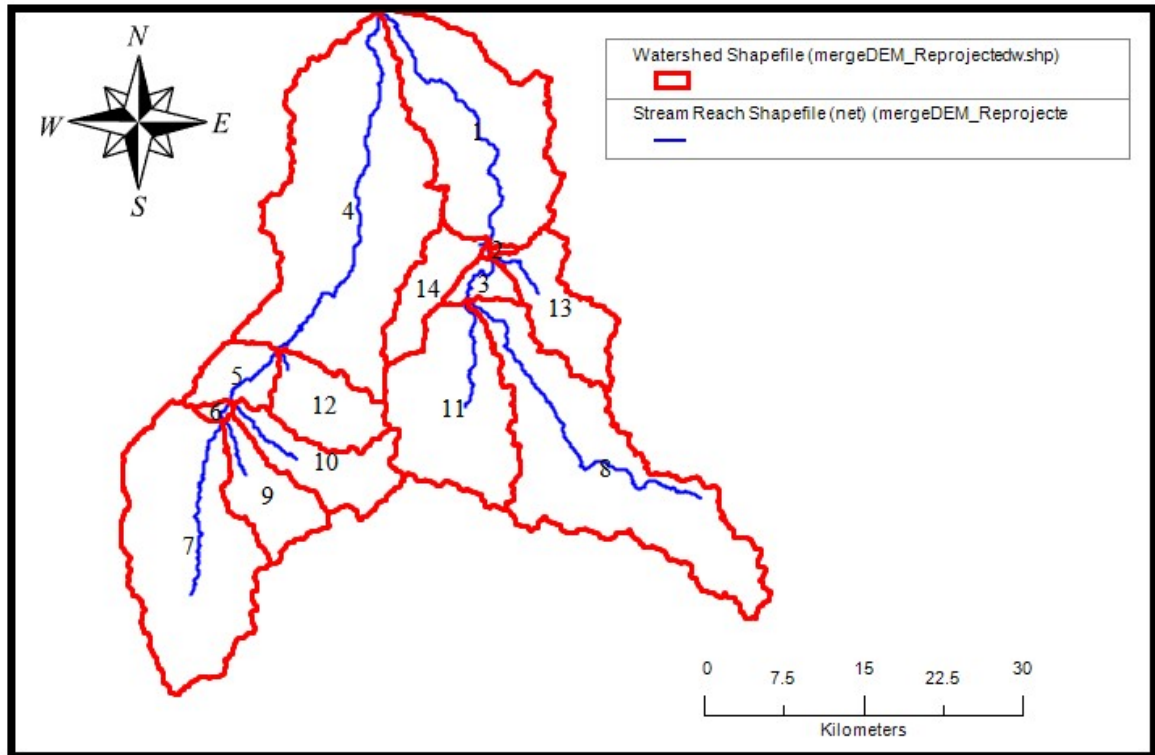 N
W E
S
Watershed Shapefile (mergeDEM_Reprojectedw.shp)
Stream Reach Shapefile (net) (mergeDEM_Reprojecte
1
4
2
14 3
13
5
12
6
11
10
8
9
7
0 15 30
7.5 22.5
Kilometers